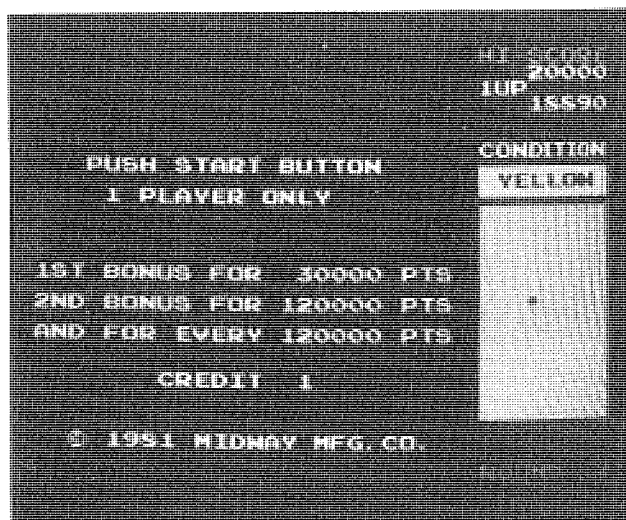 HI SCORE
20000
1UP
18890
CONDITION
YELLOW
PUSH START BUTTON
1 PLAYER ONLY
1ST BONUS FOR 30000 PTS
2ND BONUS FOR 120000 PTS
AND FOR EVERY 120000 PTS
CREDIT 1
© 1981 MIDWAY MFG. CO.